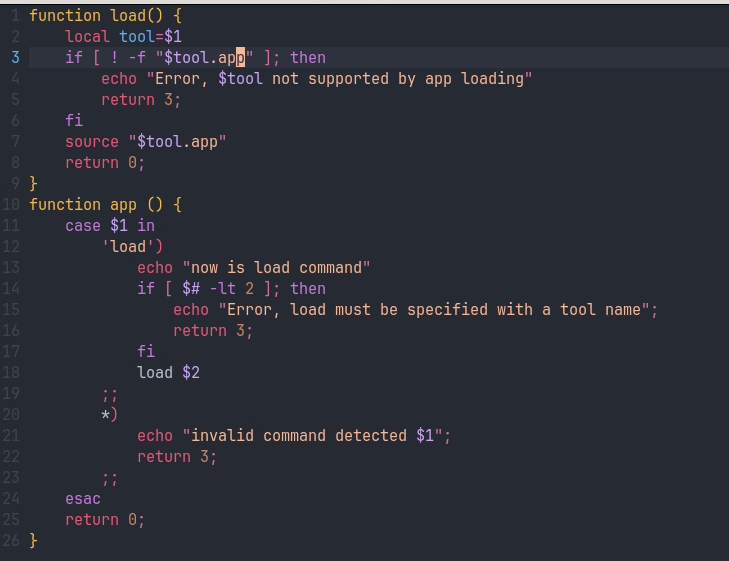 1 function load() {
2     local tool=$1
3     if [ ! -f "$tool.app" ]; then
4         echo "Error, $tool not supported by app loading"
5         return 3;
6     fi
7     source "$tool.app"
8     return 0;
9 }
10 function app () {
11     case $1 in
12         'load')
13             echo "now is load command"
14             if [ $# -lt 2 ]; then
15                 echo "Error, load must be specified with a tool name";
16                 return 3;
17             fi
18             load $2
19         ;;
20         *)
21             echo "invalid command detected $1";
22             return 3;
23         ;;
24     esac
25     return 0;
26 }